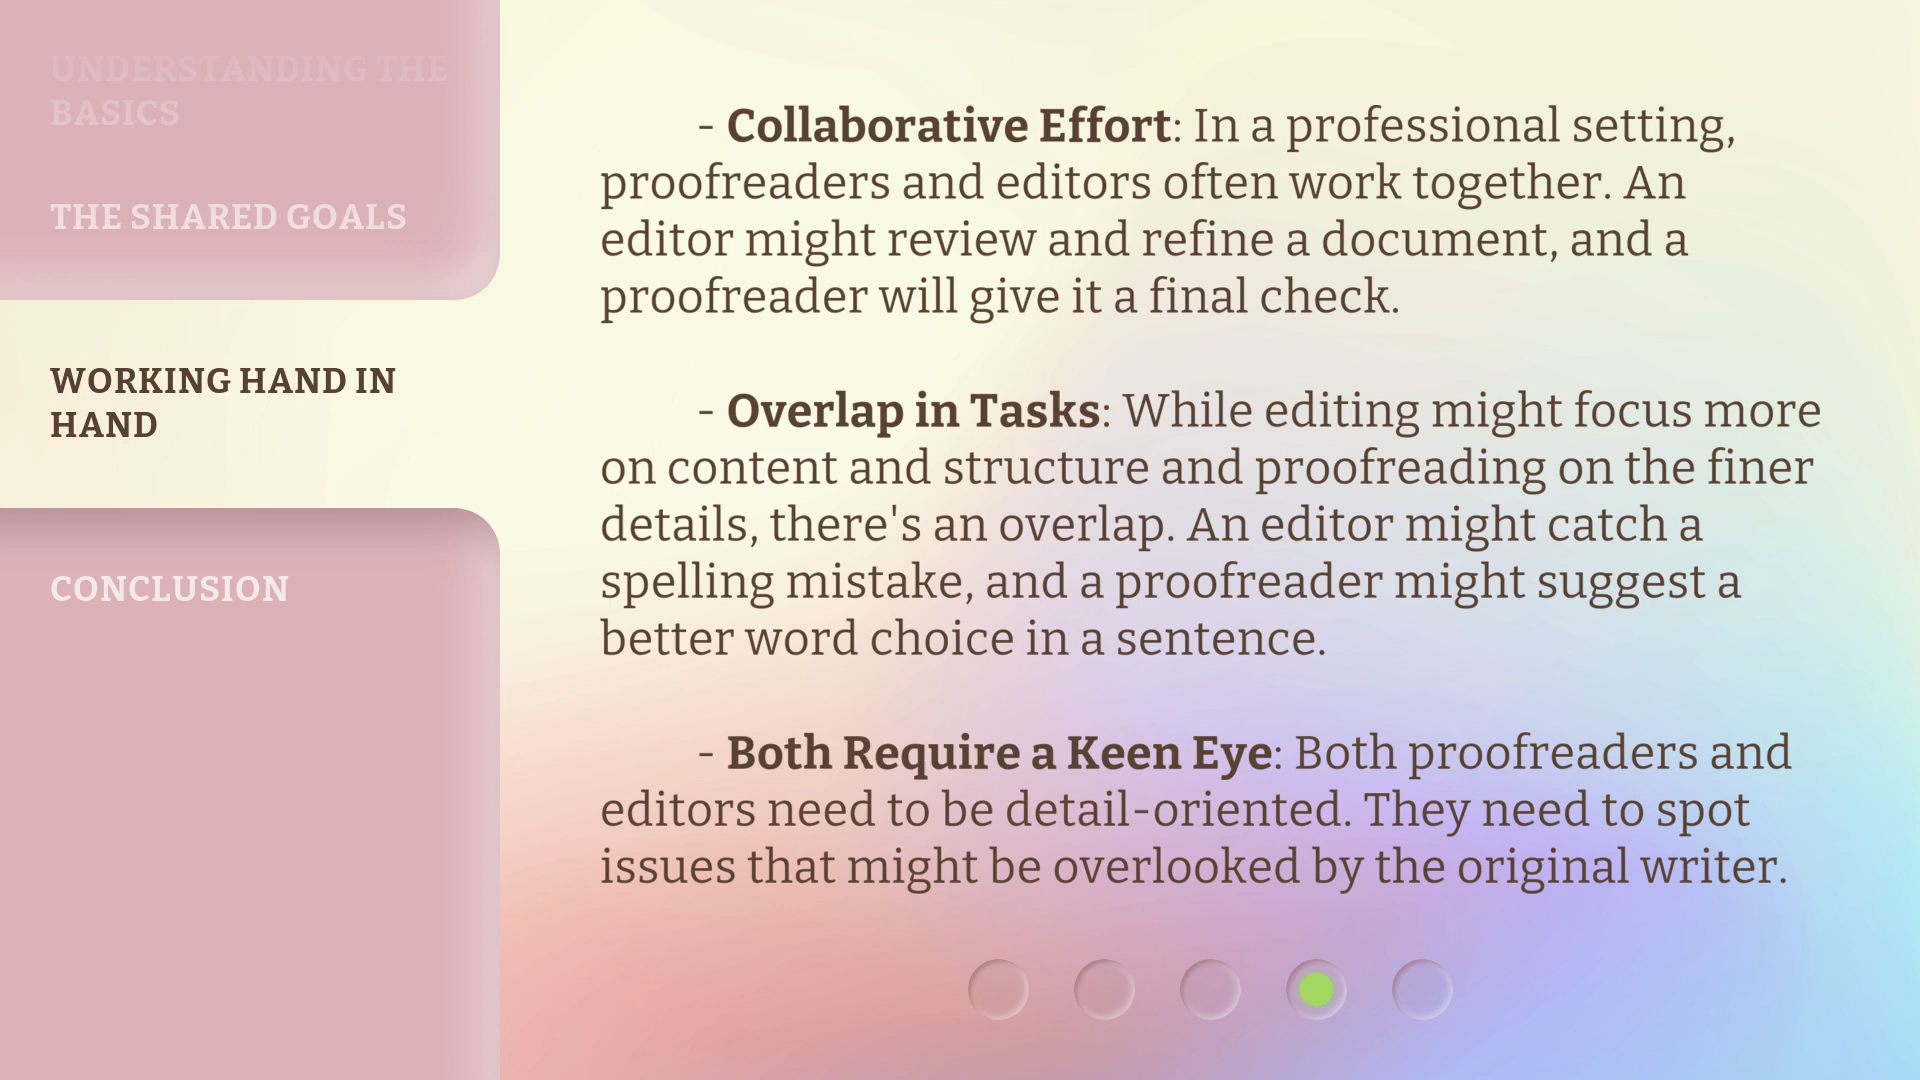 UNDERSTANDING THE
BASICS
THE SHARED GOALS
WORKING HAND IN
HAND
CONCLUSION
- Collaborative Effort: In a professional setting,
proofreaders and editors often work together. An
editor might review and refine a document, and a
proofreader will give it a final check.
- Overlap in Tasks: While editing might focus more
on content and structure and proofreading on the finer
details, there's an overlap. An editor might catch a
spelling mistake, and a proofreader might suggest a
better word choice in a sentence.
- Both Require a Keen Eye: Both proofreaders and
editors need to be detail-oriented. They need to spot
issues that might be overlooked by the original writer.